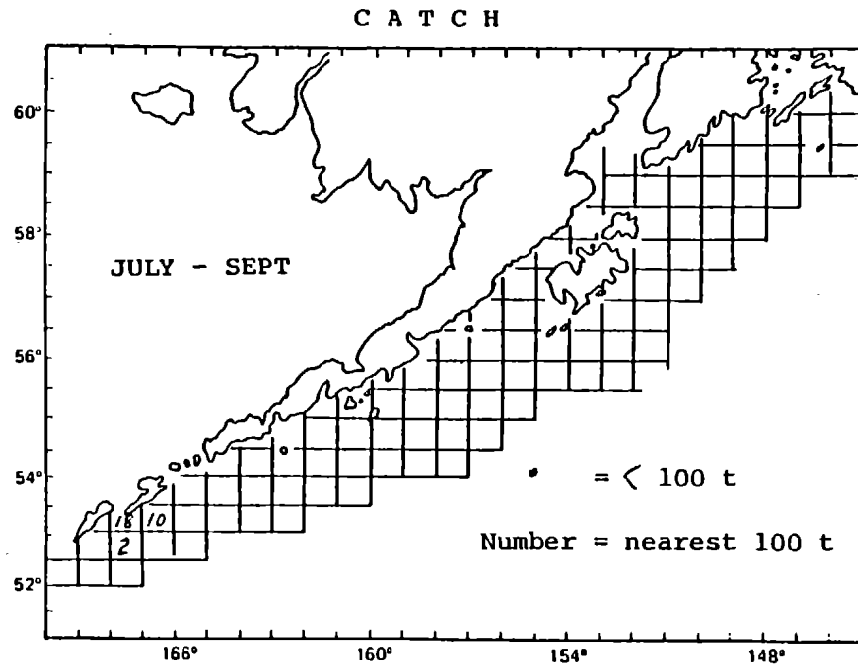 C A T C H
60°
58°
JULY - SEPT
56°
• = < 100 t
54°
18 10
Number = nearest 100 t
2
52°
166° 160° 154° 148°